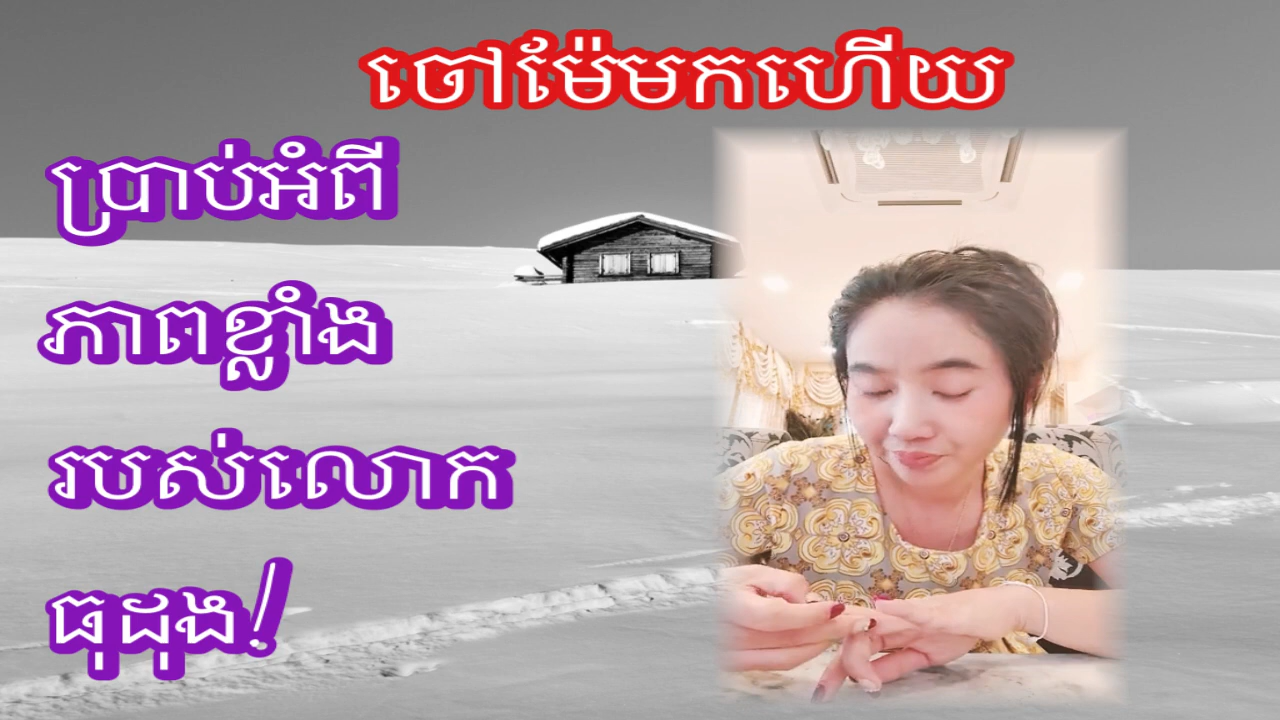 ចៅម៉ែមកហើយ
ប្រាប់អំពី
ភាពខ្លាំង
របស់លោក
ធុដុង!